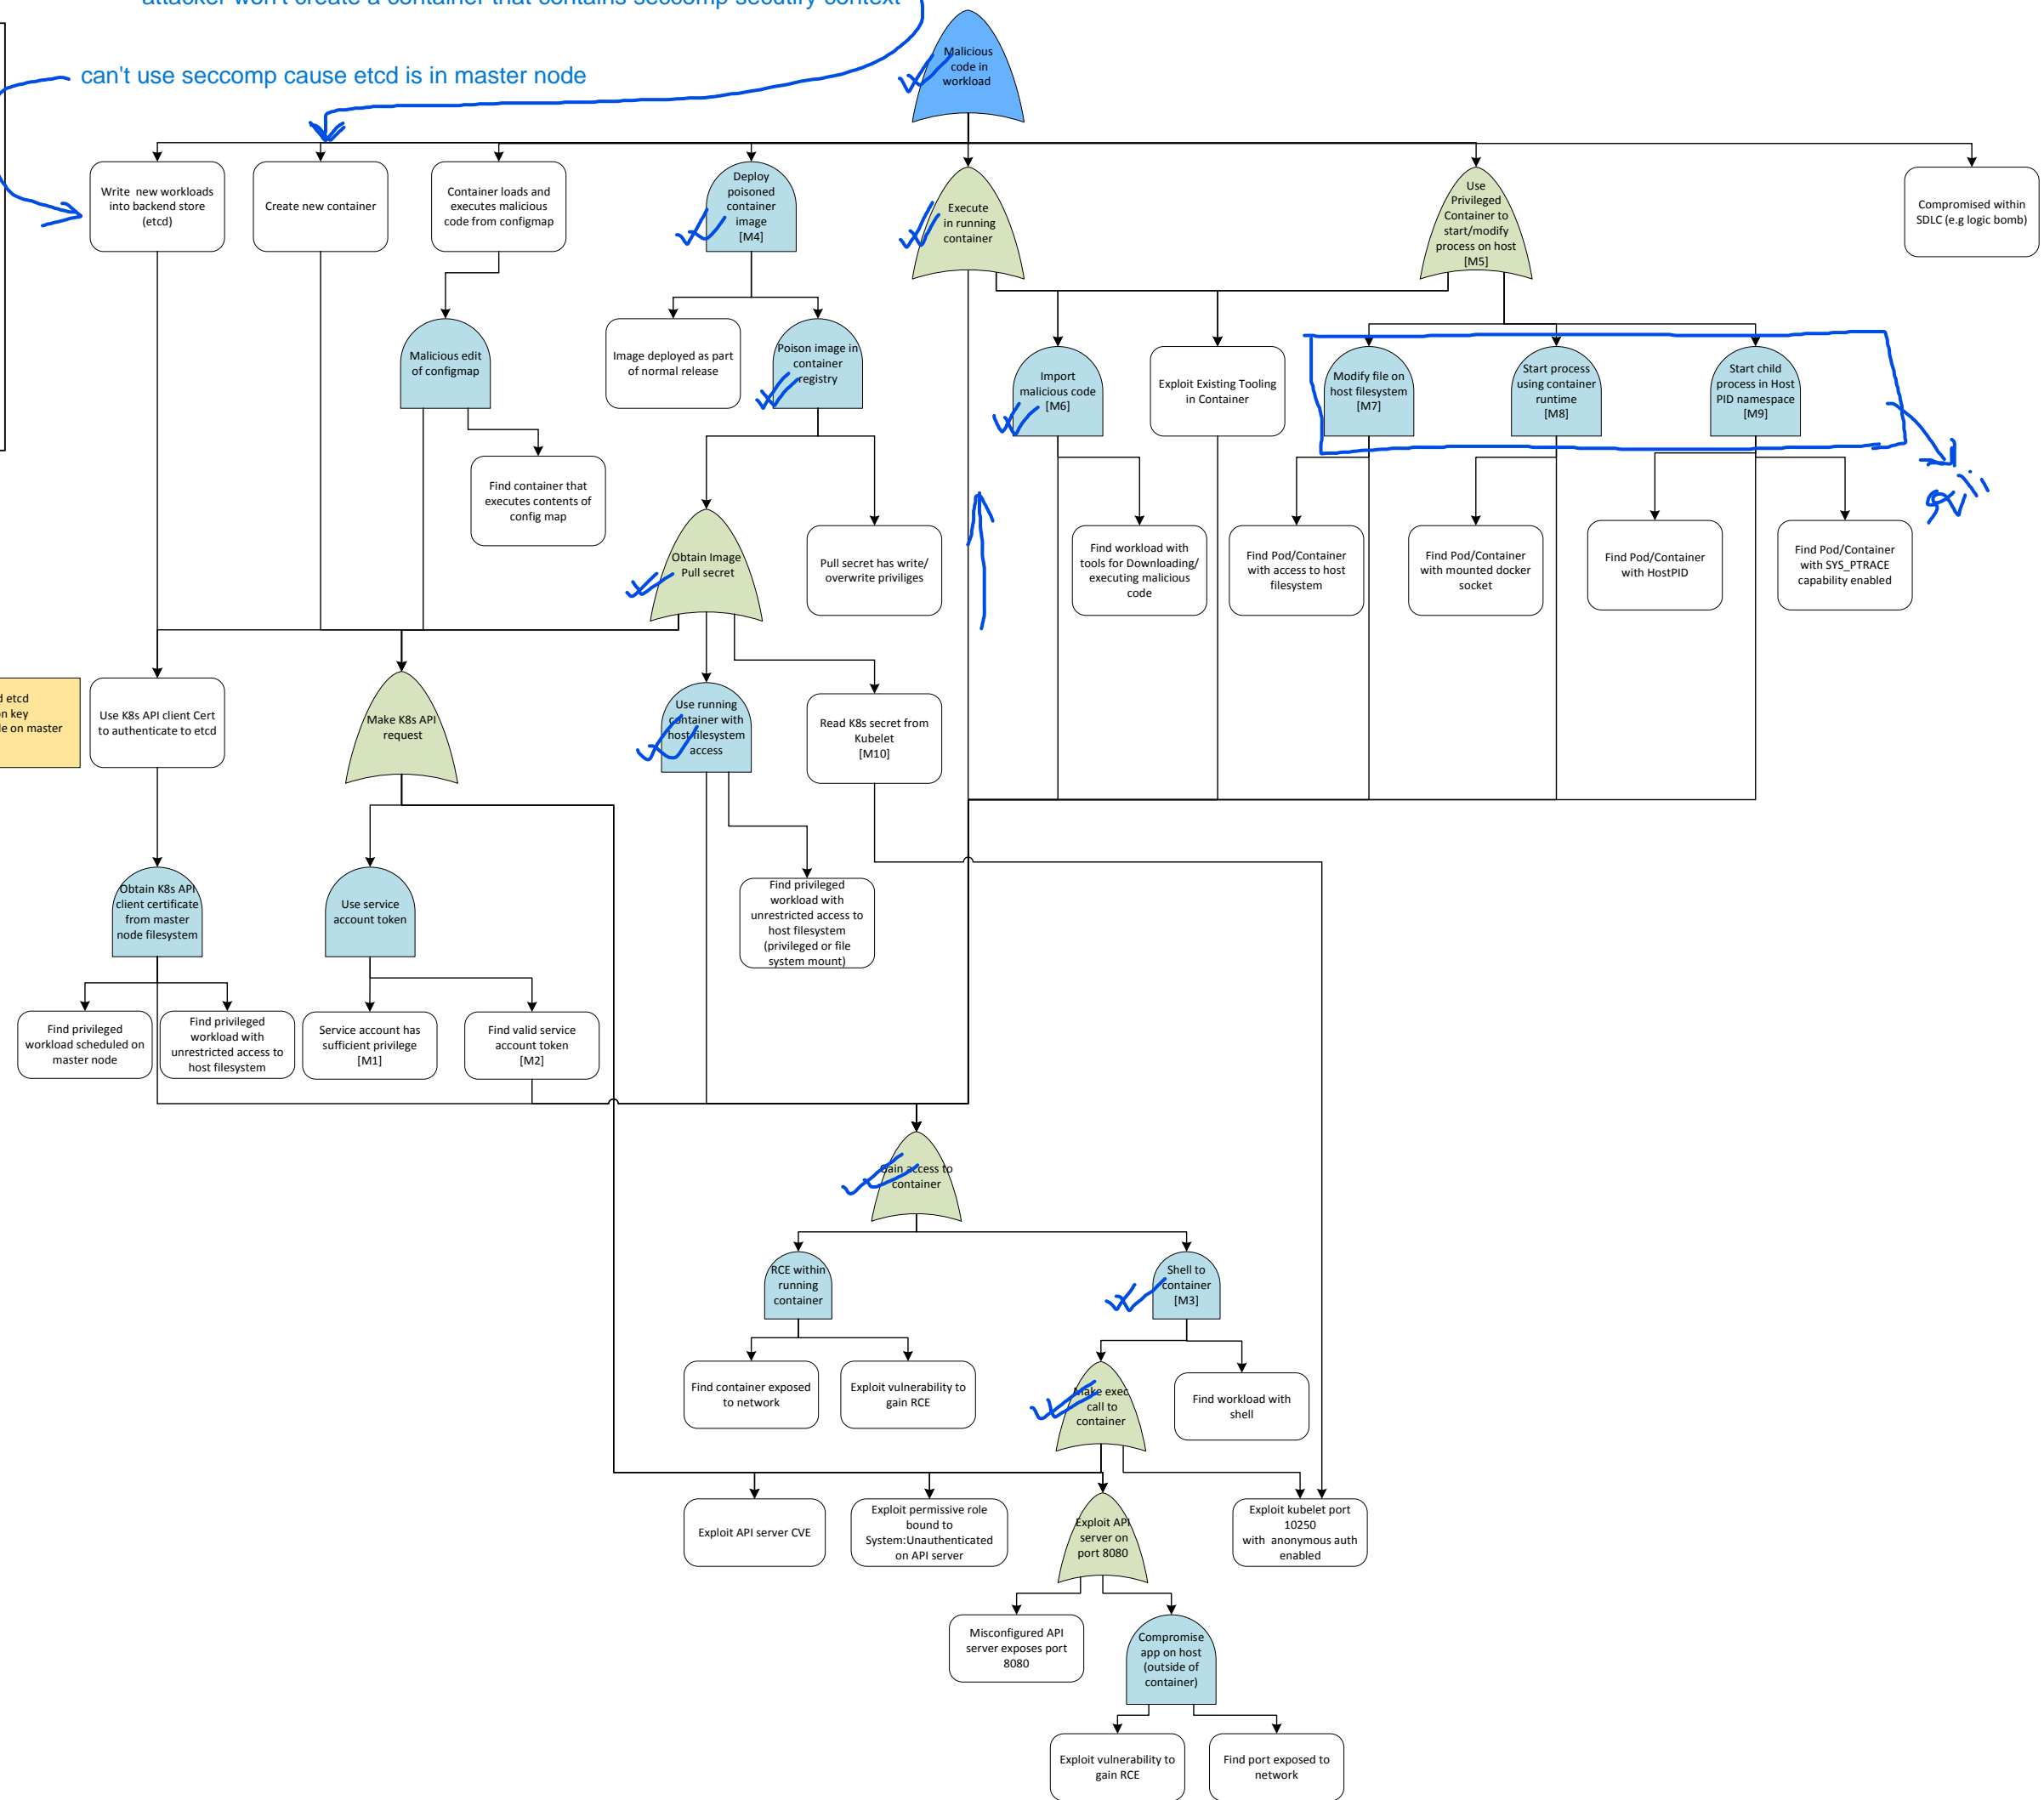 attacker won't create a container that contains seccomp secutify context
can't use seccomp cause etcd is in master node
Malicious
code in
workload
Write new workloads
into backend store
(etcd)
Create new container
Container loads and
executes malicious
code from configmap
Deploy
poisoned
container
image
[M4]
Execute
in running
container
Use
Privileged
Container to
start/modify
process on host
[M5]
Compromised within
SDLC (e.g logic bomb)
Malicious edit
of configmap
Image deployed as part
of normal release
Poison image in
container
registry
Import
malicious code
[M6]
Exploit Existing Tooling
in Container
Modify file on
host filesystem
[M7]
Start process
using container
runtime
[M8]
Start child
process in Host
PID namespace
[M9]
Find container that
executes contents of
config map
Obtain Image
Pull secret
Pull secret has write/
overwrite priviliges
Find workload with
tools for Downloading/
executing malicious
code
Find Pod/Container
with access to host
filesystem
Find Pod/Container
with mounted docker
socket
Find Pod/Container
with HostPID
Find Pod/Container
with SYS_PTRACE
capability enabled
d etcd
on key
le on master
Use K8s API client Cert
to authenticate to etcd
Make K8s API
request
Use running
container with
host filesystem
access
Read K8s secret from
Kubelet
[M10]
Obtain K8s API
client certificate
from master
node filesystem
Use service
account token
Find privileged
workload with
unrestricted access to
host filesystem
(privileged or file
system mount)
Find privileged
workload scheduled on
master node
Find privileged
workload with
unrestricted access to
host filesystem
Service account has
sufficient privilege
[M1]
Find valid service
account token
[M2]
Gain access to
container
RCE within
running
container
Shell to
container
[M3]
Find container exposed
to network
Exploit vulnerability to
gain RCE
Make exec
call to
container
Find workload with
shell
Exploit API server CVE
Exploit permissive role
bound to
System:Unauthenticated
on API server
Exploit API
server on
port 8080
Exploit kubelet port
10250
with anonymous auth
enabled
Misconfigured API
server exposes port
8080
Compromise
app on host
(outside of
container)
Exploit vulnerability to
gain RCE
Find port exposed to
network